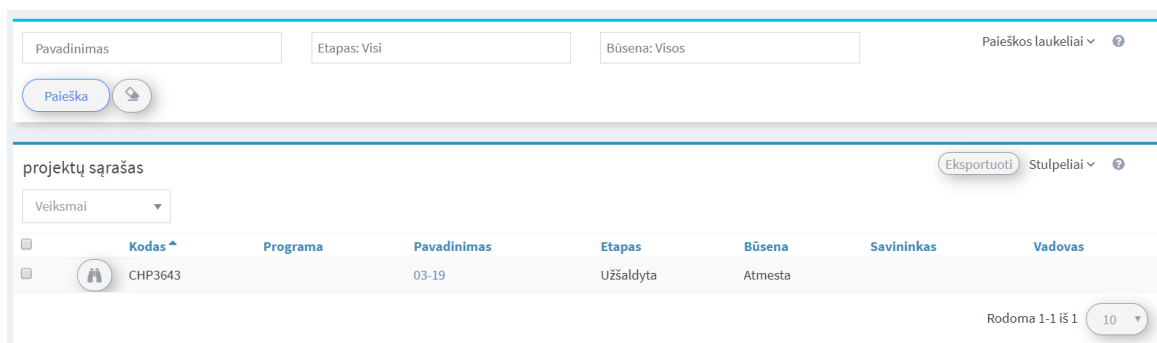 Pavadinimas Etapas: Visi Būsena: Visos Paieškos laukeliai
Paieška
projektų sąrašas Eksportuoti Stulpeliai
Veiksmai
Kodas Programa Pavadinimas Etapas Būsena Savininkas Vadovas
CHP3643 03-19 Užšaldyta Atmesta
Rodoma 1-1 iš 1 10